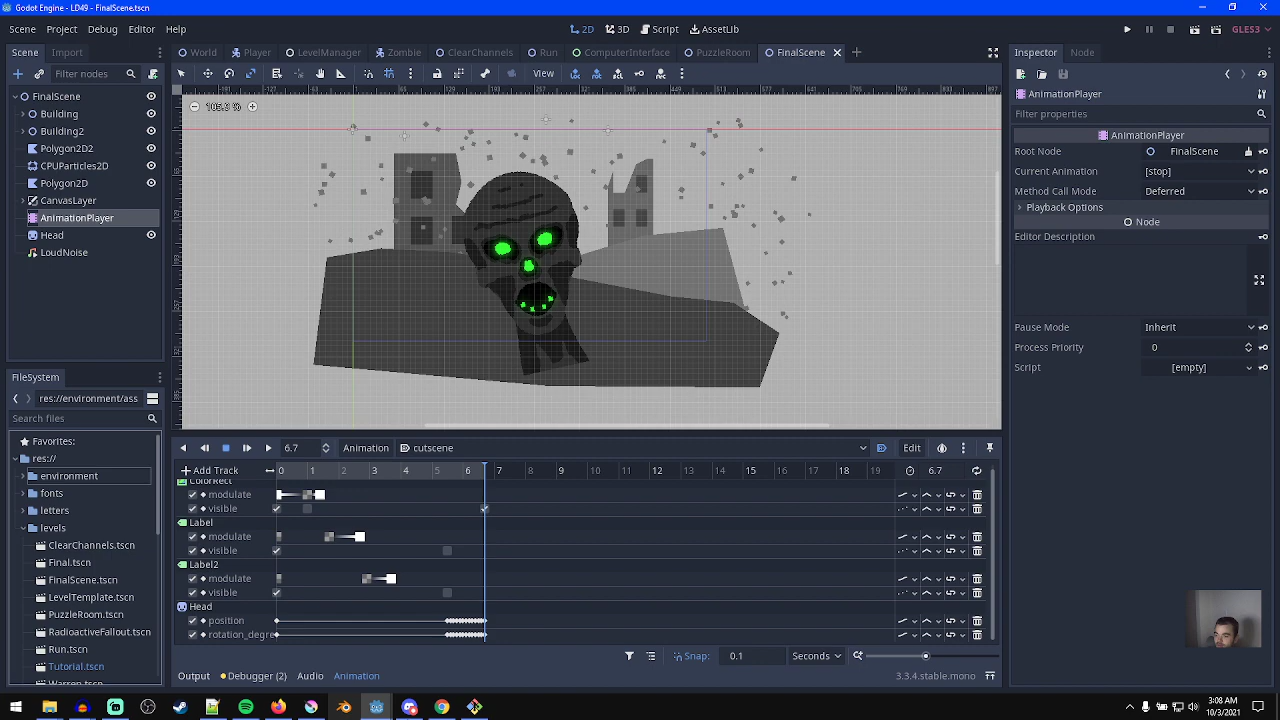 Godot Engine - LD49 - FinalScene.tscn
Scene Project Debug Editor Help
2D 3D Script AssetLib
GLES3
Scene Import
World Player LevelManager Zombie ClearChannels Run ComputerInterface PuzzleRoom FinalScene
Inspector Node
Filter nodes
View
AnimationPlayer
Filter properties
FinalScene
Building
Building2
Polygon2D2
CPUParticles2D
Polygon2D
CanvasLayer
AnimationPlayer
Head
LoudNoise
AnimationPlayer
Root Node FinalScene
Current Animation [stop]
Method Call Mode Deferred
Playback Options
Node
Editor Description
Pause Mode Inherit
Process Priority 0
Script [empty]
FileSystem
res://environment/ass
Search files
Favorites:
res://
environment
fonts
letters
levels
ClearChannels.tscn
Final.tscn
FinalScene.tscn
LevelTemplate.tscn
PuzzleRoom.tscn
RadioactiveFallout.tscn
Run.tscn
Tutorial.tscn
6.7 Animation cutscene Edit
Add Track 0 1 2 3 4 5 6 7 8 9 10 11 12 13 14 15 16 17 18 19 6.7
ColorRect
modulate
visible
Label
modulate
visible
Label2
modulate
visible
Head
position
rotation_degre
Snap: 0.1 Seconds
Output Debugger (2) Audio Animation
3.3.4.stable.mono
3:08 AM
10/3/2021